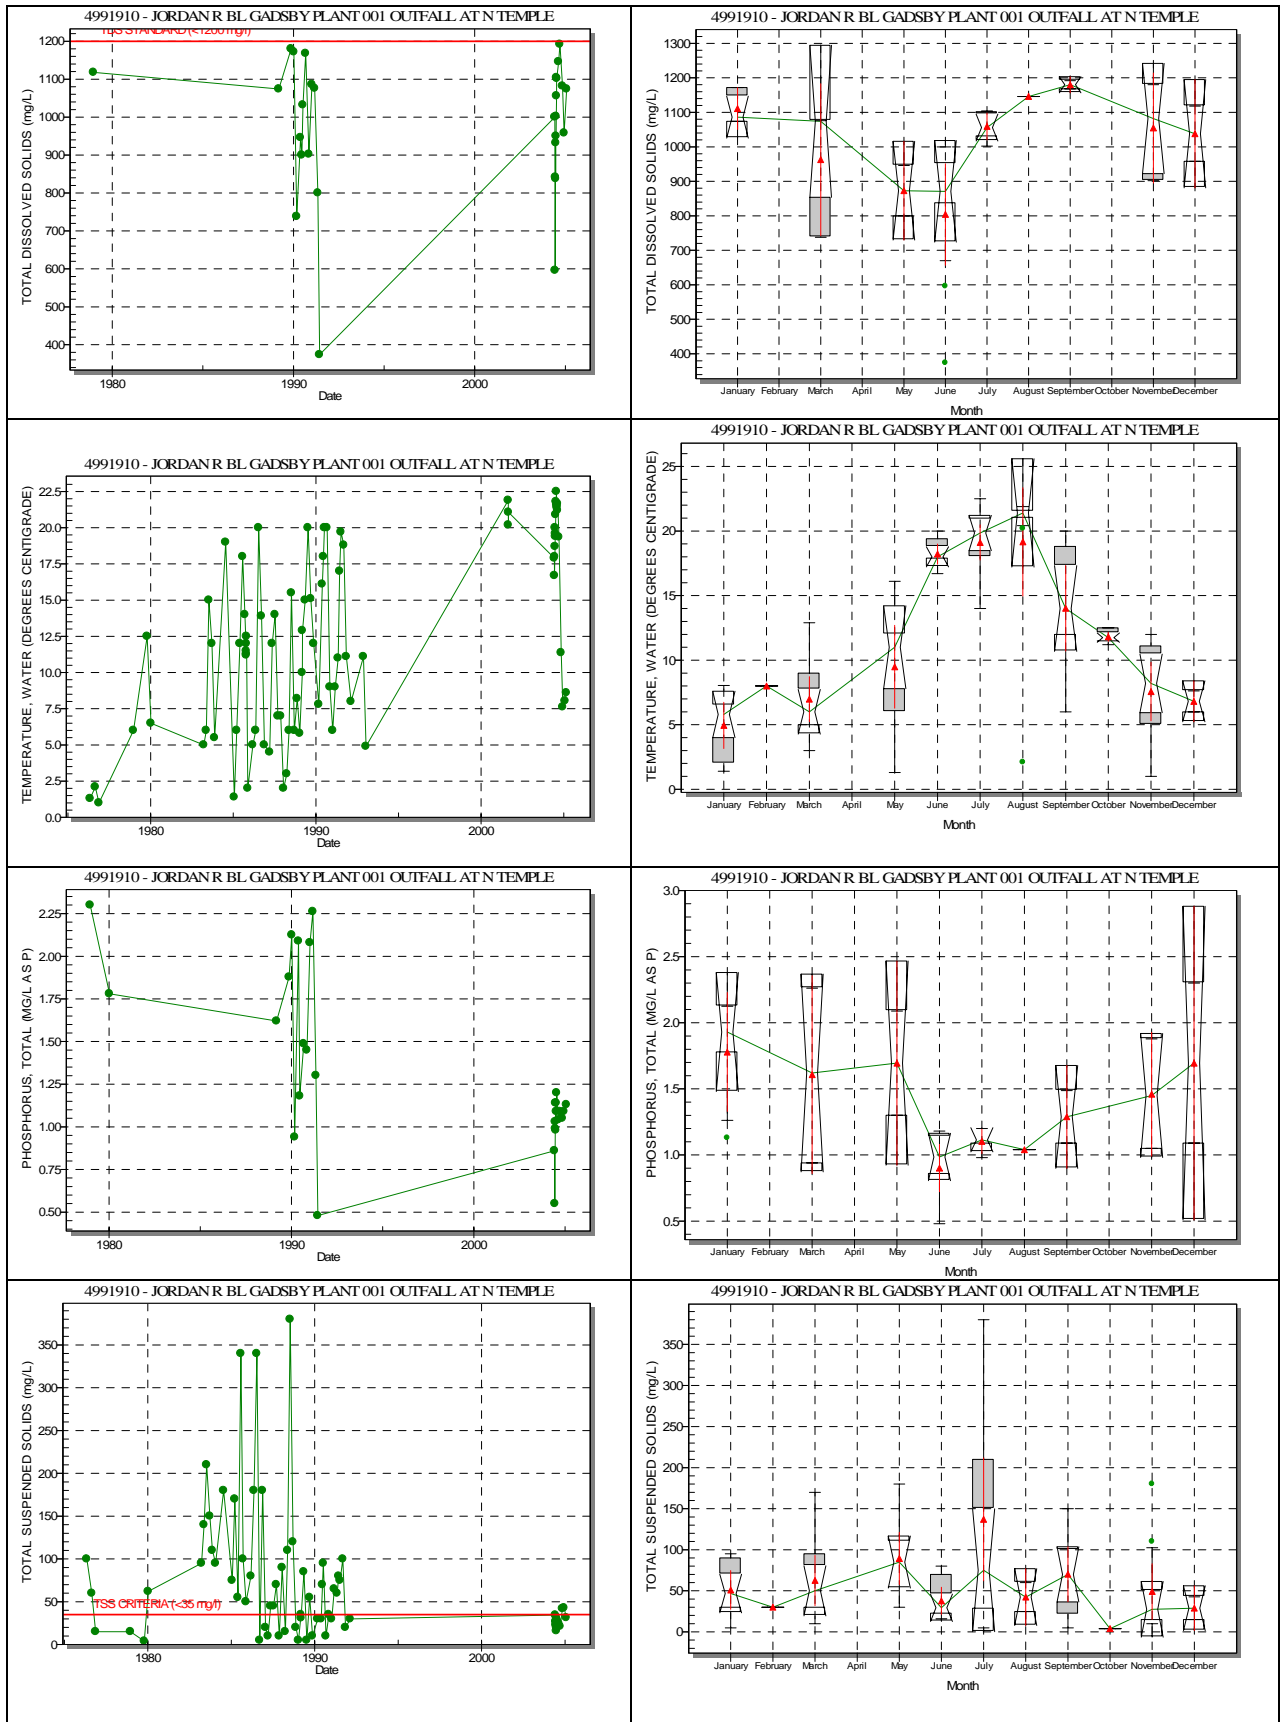 4991910 - JORDAN R BL GADSBY PLANT 001 OUTFALL AT N TEMPLE
TDS STANDARD (<1200 mg/l)
1200
1100
1000
900
800
700
600
500
400
TOTAL DISSOLVED SOLIDS (mg/L)
1980 1990 2000
Date
4991910 - JORDAN R BL GADSBY PLANT 001 OUTFALL AT N TEMPLE
1300
1200
1100
1000
900
800
700
600
500
400
TOTAL DISSOLVED SOLIDS (mg/L)
January February March April May June July August September October November December
Month
4991910 - JORDAN R BL GADSBY PLANT 001 OUTFALL AT N TEMPLE
22.5
20.0
17.5
15.0
12.5
10.0
7.5
5.0
2.5
0.0
TEMPERATURE, WATER (DEGREES CENTIGRADE)
1980 1990 2000
Date
4991910 - JORDAN R BL GADSBY PLANT 001 OUTFALL AT N TEMPLE
25
20
15
10
5
0
TEMPERATURE, WATER (DEGREES CENTIGRADE)
January February March April May June July August September October November December
Month
4991910 - JORDAN R BL GADSBY PLANT 001 OUTFALL AT N TEMPLE
2.25
2.00
1.75
1.50
1.25
1.00
0.75
0.50
PHOSPHORUS, TOTAL (MG/L AS P)
1980 1990 2000
Date
4991910 - JORDAN R BL GADSBY PLANT 001 OUTFALL AT N TEMPLE
3.0
2.5
2.0
1.5
1.0
0.5
PHOSPHORUS, TOTAL (MG/L AS P)
January February March April May June July August September October November December
Month
4991910 - JORDAN R BL GADSBY PLANT 001 OUTFALL AT N TEMPLE
350
300
250
200
150
100
50
0
TOTAL SUSPENDED SOLIDS (mg/L)
TSS CRITERIA (<35 mg/l)
1980 1990 2000
Date
4991910 - JORDAN R BL GADSBY PLANT 001 OUTFALL AT N TEMPLE
350
300
250
200
150
100
50
0
TOTAL SUSPENDED SOLIDS (mg/L)
January February March April May June July August September October November December
Month